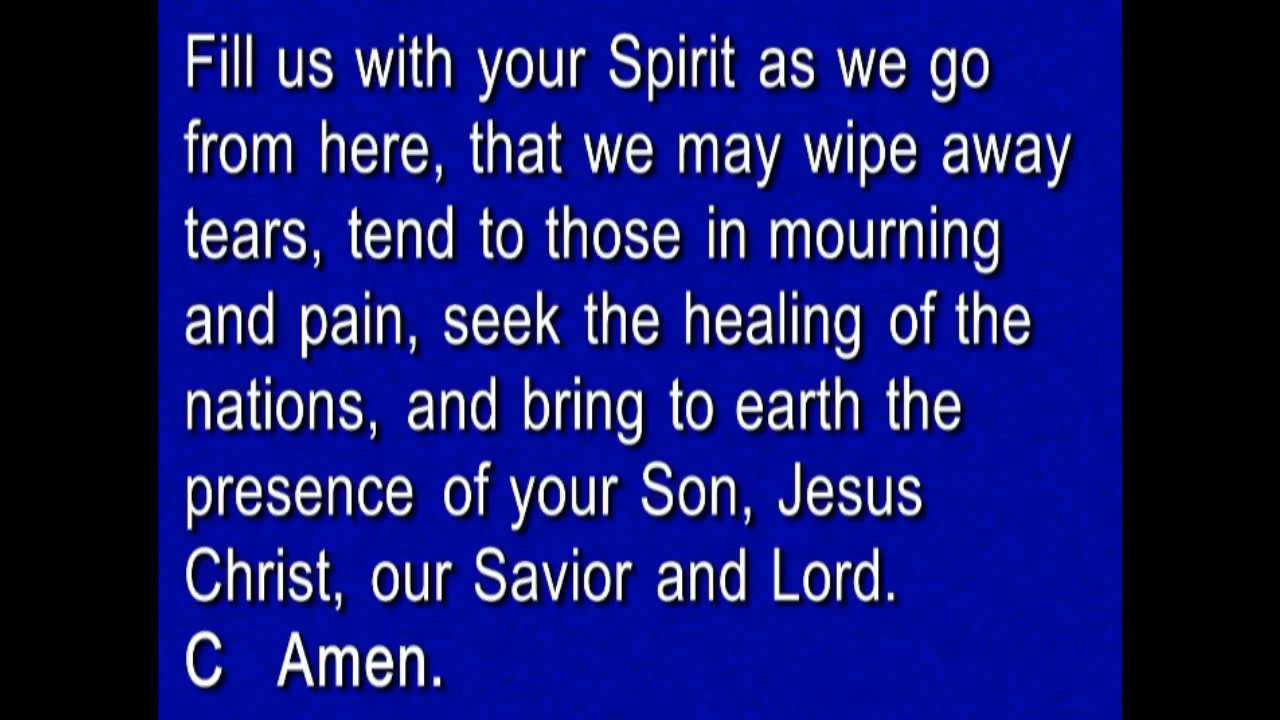 Fill us with your Spirit as we go
from here, that we may wipe away
tears, tend to those in mourning
and pain, seek the healing of the
nations, and bring to earth the
presence of your Son, Jesus
Christ, our Savior and Lord.
C Amen.